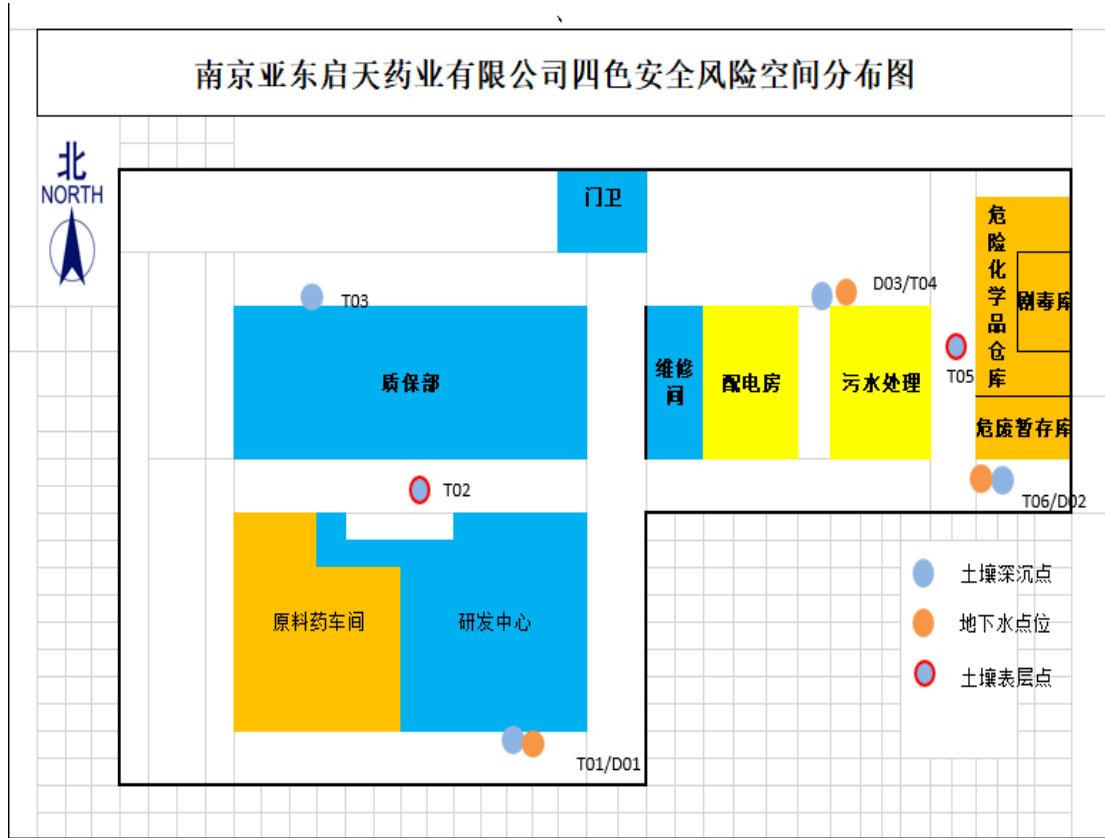 、
南京亚东启天药业有限公司四色安全风险空间分布图
北
NORTH
门卫
危
险
化
学
品
仓
库
剧毒库
D03/T04
T03
T05
质保部
维修
间
配电房
污水处理
危废暂存库
T02
T06/D02
原料药车间
研发中心
T01/D01
土壤深沉点
地下水点位
土壤表层点